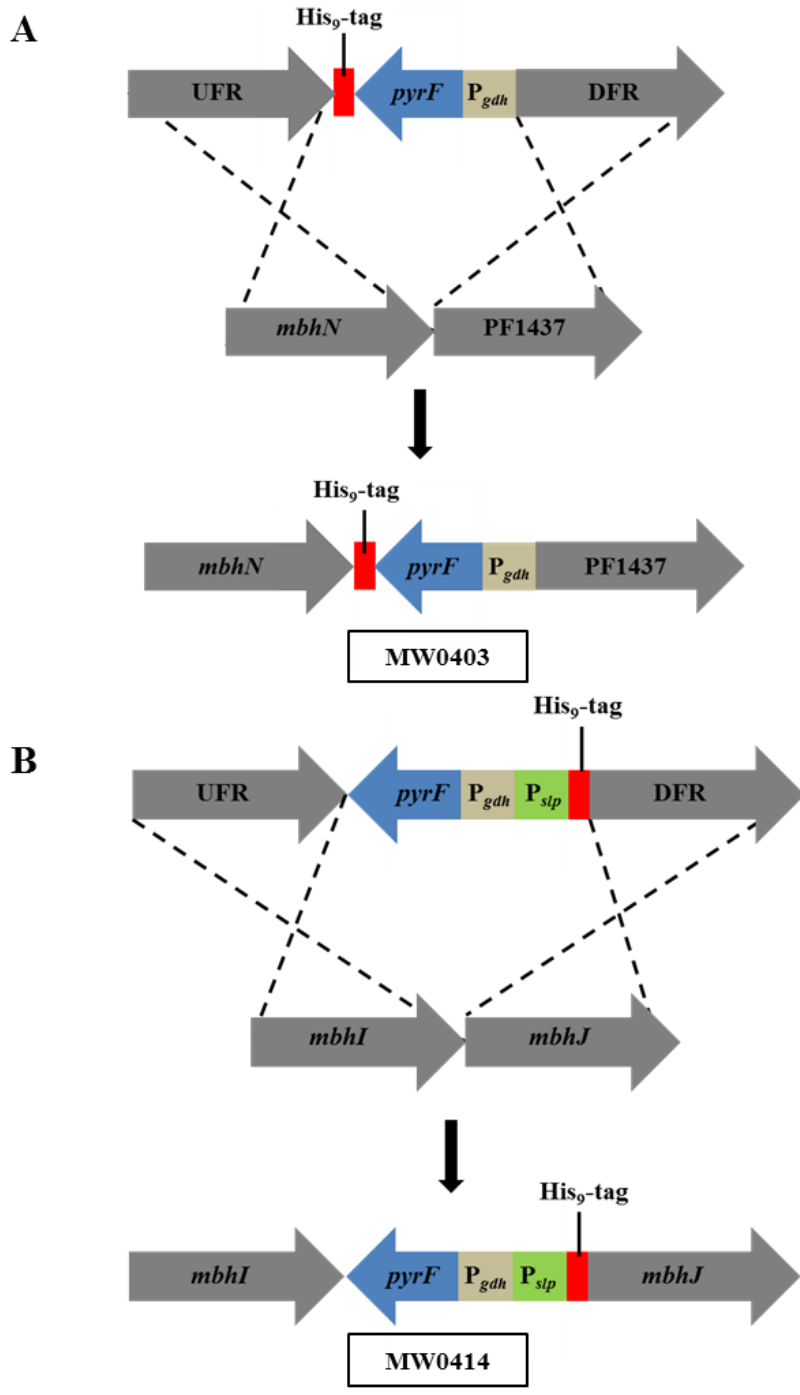 A
His₉-tag
UFR pyrF Pgdh DFR
mbhN PF1437
His₉-tag
mbhN pyrF Pgdh PF1437
MW0403
His₉-tag
B
UFR pyrF Pgdh Pslp DFR
mbhI mbhJ
His₉-tag
mbhI pyrF Pgdh Pslp mbhJ
MW0414